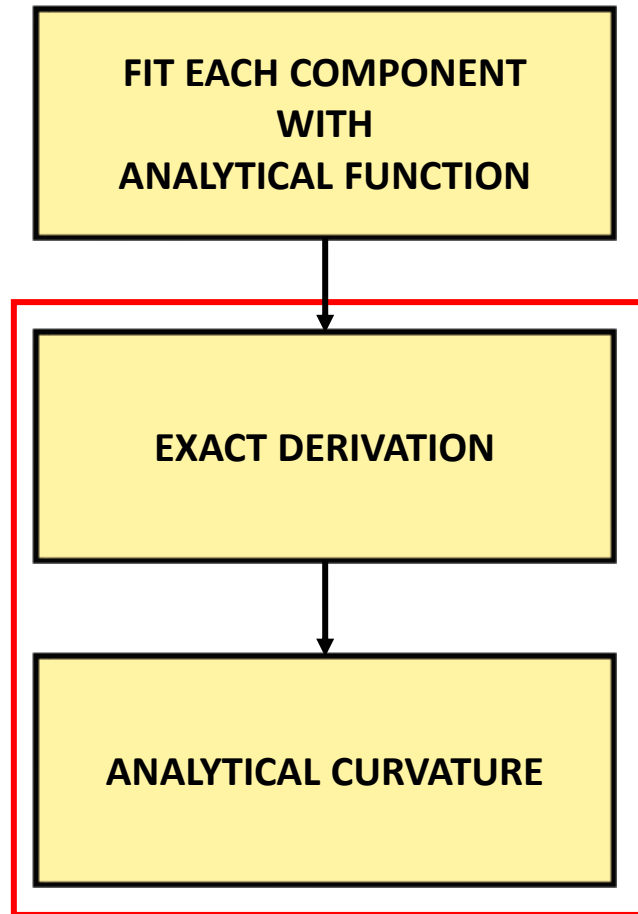 FIT EACH COMPONENT
WITH
ANALYTICAL FUNCTION
EXACT DERIVATION
ANALYTICAL CURVATURE